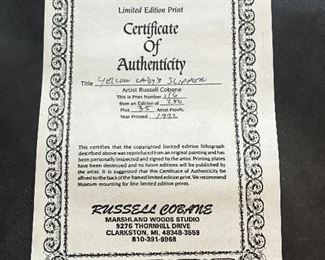 Limited Edition Print
Certificate
Of
Authenticity
Title YELLOW LADYS SLIPPER
Artist Russell Cobane
This is Print Number 116
from an Edition of 250
Plus 35 Artist Proofs.
Year Printed 1992
This certifies that the copyrighted limited edition lithograph
described above was reproduced from an original painting and has
been personally inspected and signed by the artist. Printing plates
have been destroyed and no future editions will be published by
the artist. It is suggested that this Certificate of Authenticity be
affixed to the back of the framed limited edition print. We recommend
Museum mounting for fine limited edition prints.
RUSSELL COBANE
MARSHLAND WOODS STUDIO
9276 THORNHILL DRIVE
CLARKSTON, MI. 48348-3559
810-391-9968